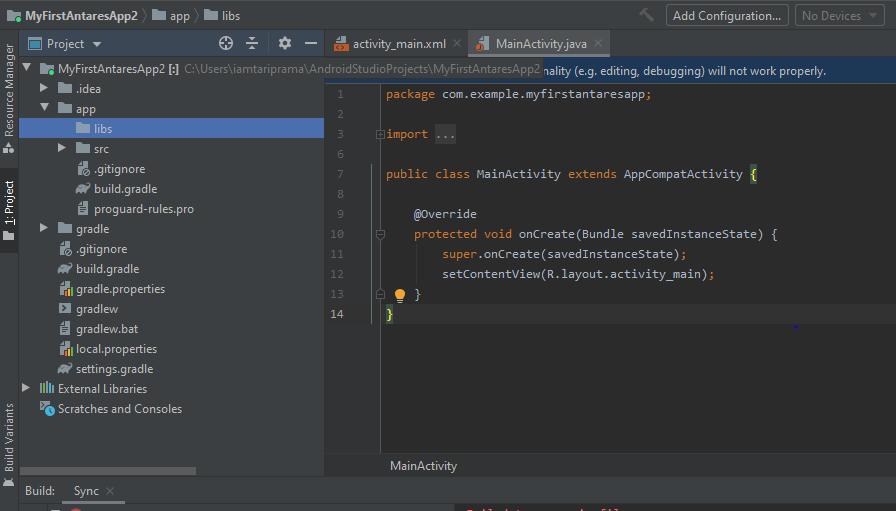 MyFirstAntaresApp2 app libs Add Configuration... No Devices
Project activity_main.xml MainActivity.java
Resource Manager
1: Project
Build Variants
MyFirstAntaresApp2 [:] C:\Users\iamtariprama\AndroidStudioProjects\MyFirstAntaresApp2
.idea
app
libs
src
.gitignore
build.gradle
proguard-rules.pro
gradle
.gitignore
build.gradle
gradle.properties
gradlew
gradlew.bat
local.properties
settings.gradle
External Libraries
Scratches and Consoles
nality (e.g. editing, debugging) will not work properly.
1 package com.example.myfirstantaresapp;
2
3 import ...
6
7 public class MainActivity extends AppCompatActivity {
8
9 @Override
10 protected void onCreate(Bundle savedInstanceState) {
11 super.onCreate(savedInstanceState);
12 setContentView(R.layout.activity_main);
13 }
14 }
MainActivity
Build: Sync